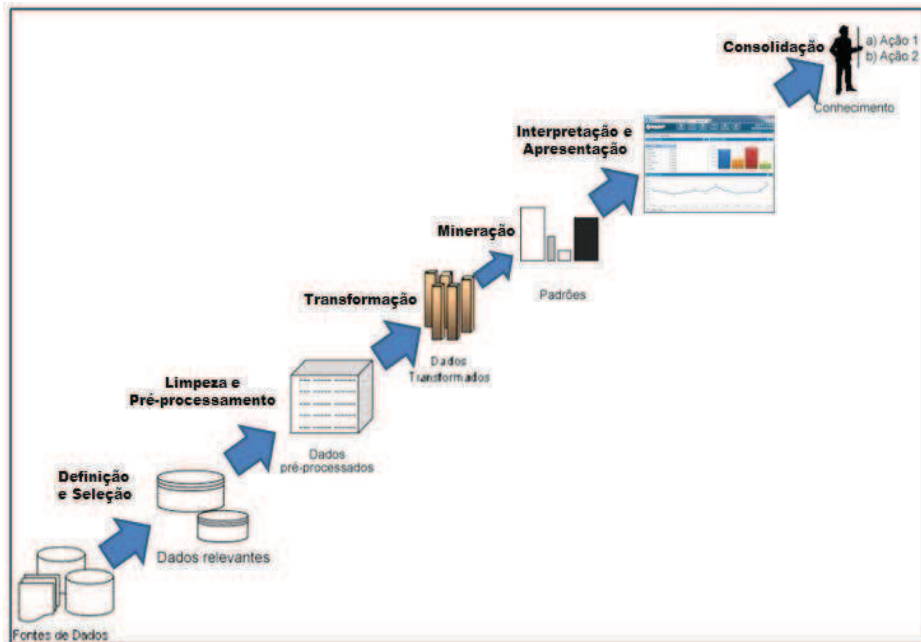 Consolidação
a) Ação 1
b) Ação 2
Conhecimento
Interpretação e
Apresentação
Mineração
Padrões
Transformação
Dados
Transformados
Limpeza e
Pré-processamento
Dados
pré-processados
Definição
e Seleção
Dados relevantes
Fontes de Dados